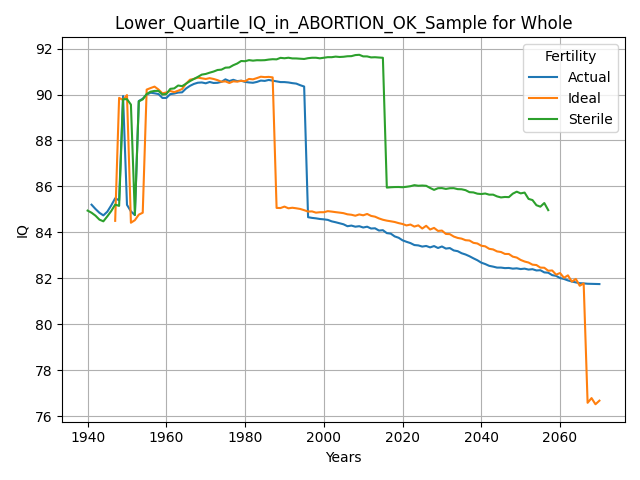 Lower_Quartile_IQ_in_ABORTION_OK_Sample for Whole
Fertility
Actual
Ideal
Sterile
IQ
92
90
88
86
84
82
80
78
76
1940
1960
1980
2000
2020
2040
2060
Years